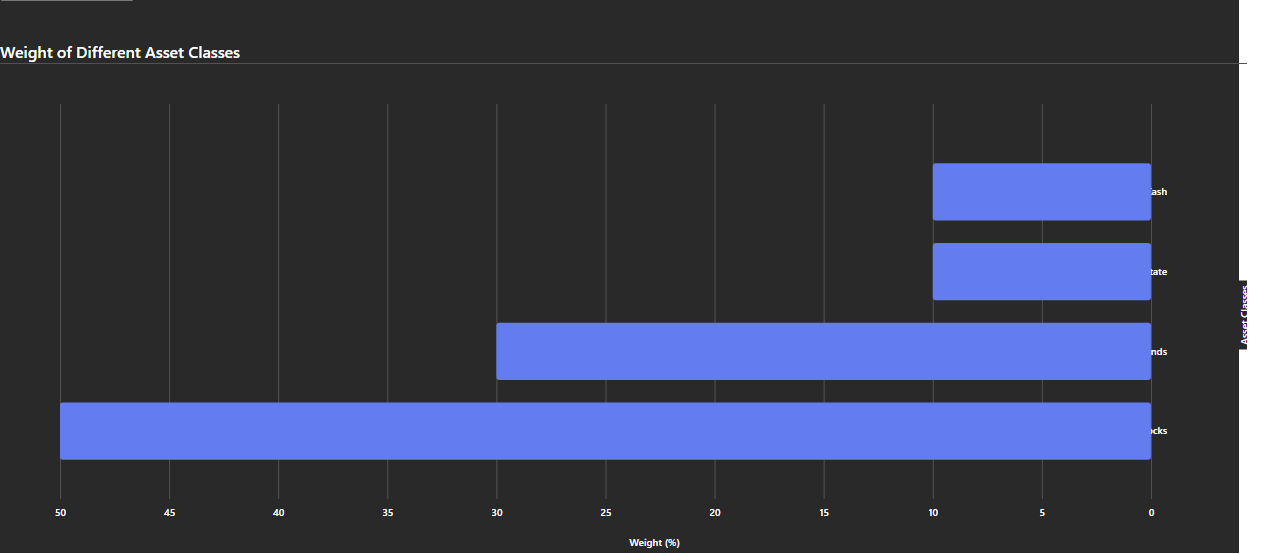 Weight of Different Asset Classes
ash
tate
Asset Classes
nds
ocks
50 45 40 35 30 25 20 15 10 5 0
Weight (%)